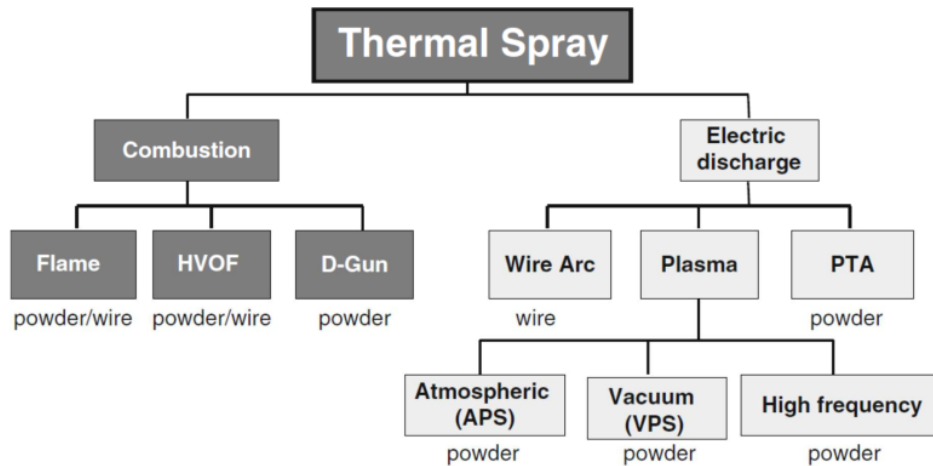 Thermal Spray
Combustion
Electric
discharge
Flame
HVOF
D-Gun
Wire Arc
Plasma
PTA
powder/wire
powder/wire
powder
wire
powder
Atmospheric
(APS)
Vacuum
(VPS)
High frequency
powder
powder
powder